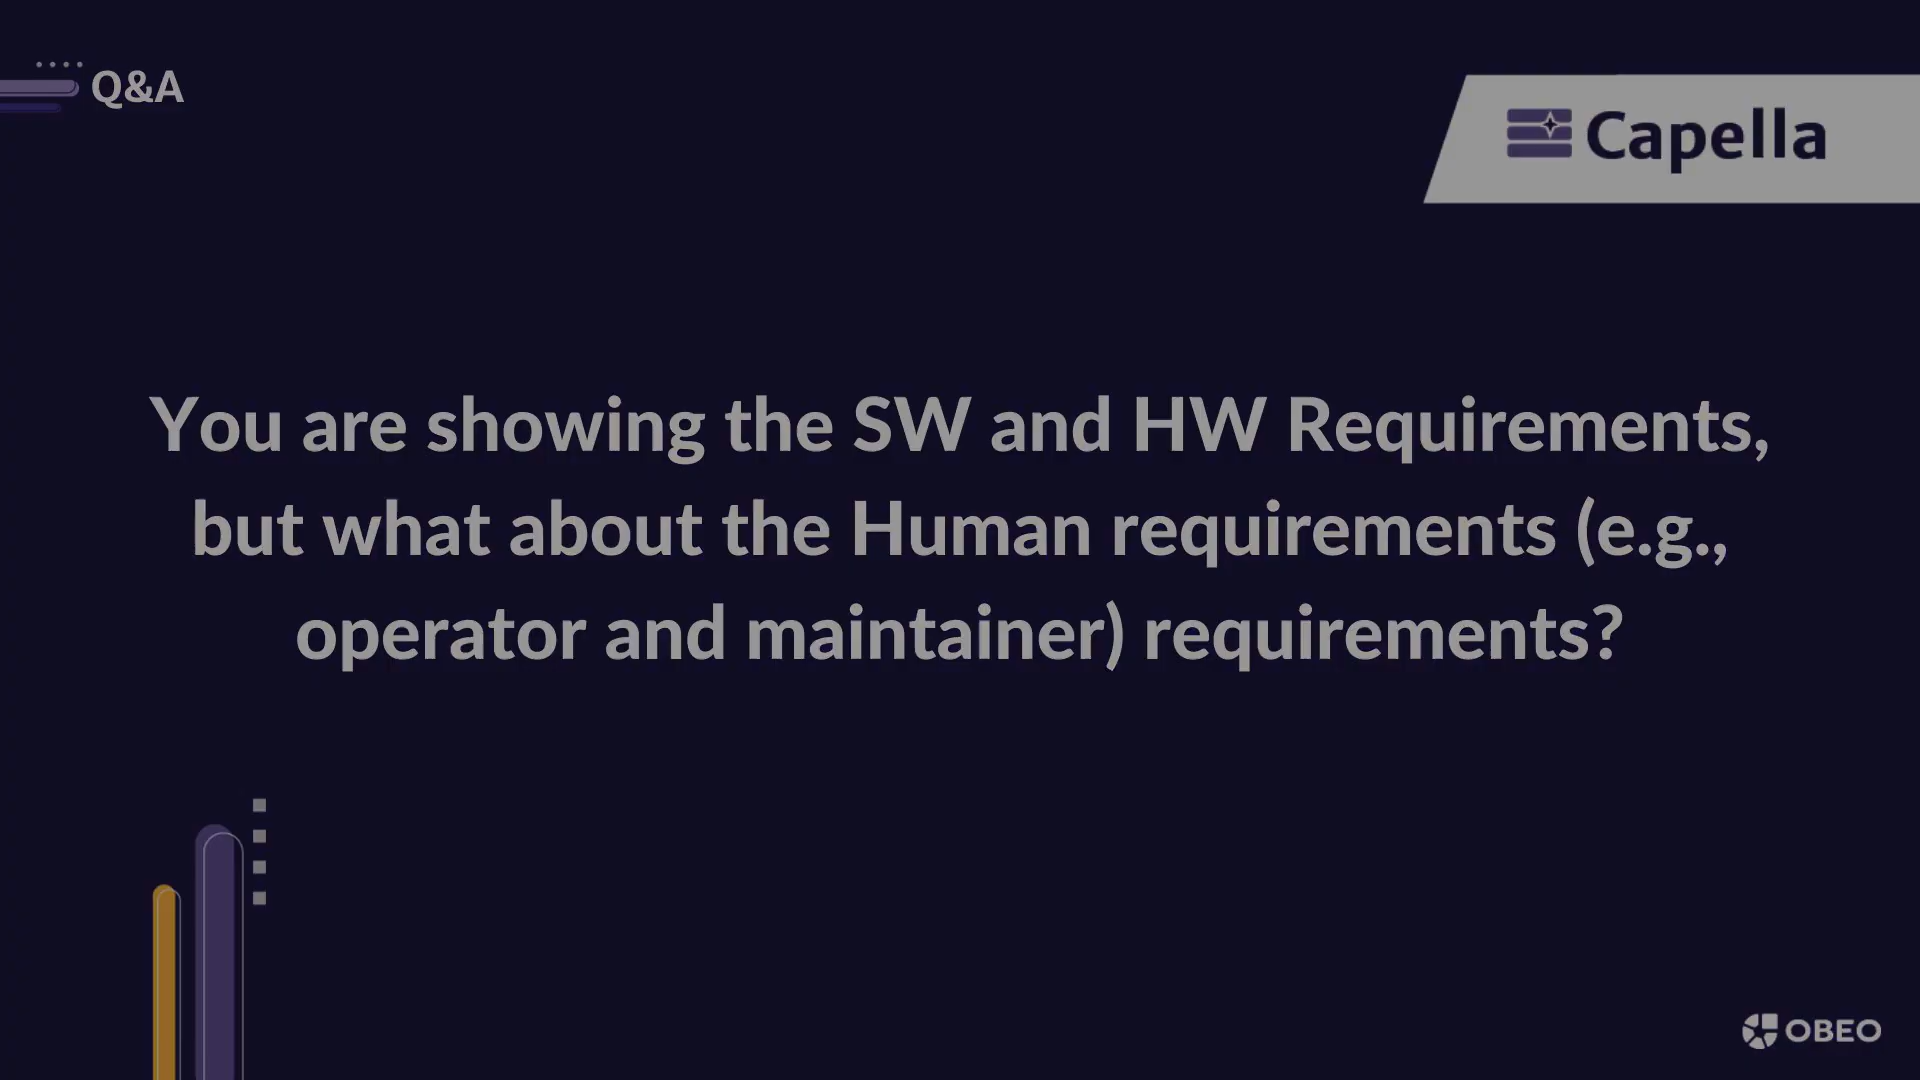 Q&A
Capella
You are showing the SW and HW Requirements,
but what about the Human requirements (e.g.,
operator and maintainer) requirements?
OBEO